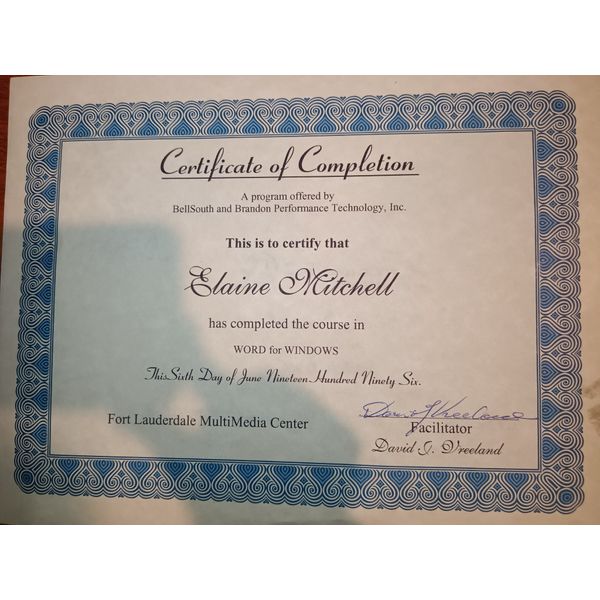 Certificate of Completion
A program offered by
BellSouth and Brandon Performance Technology, Inc.
This is to certify that
Elaine Mitchell
has completed the course in
WORD for WINDOWS
This Sixth Day of June Nineteen Hundred Ninety Six.
David J Vreeland
Fort Lauderdale MultiMedia Center
Facilitator
David J. Vreeland